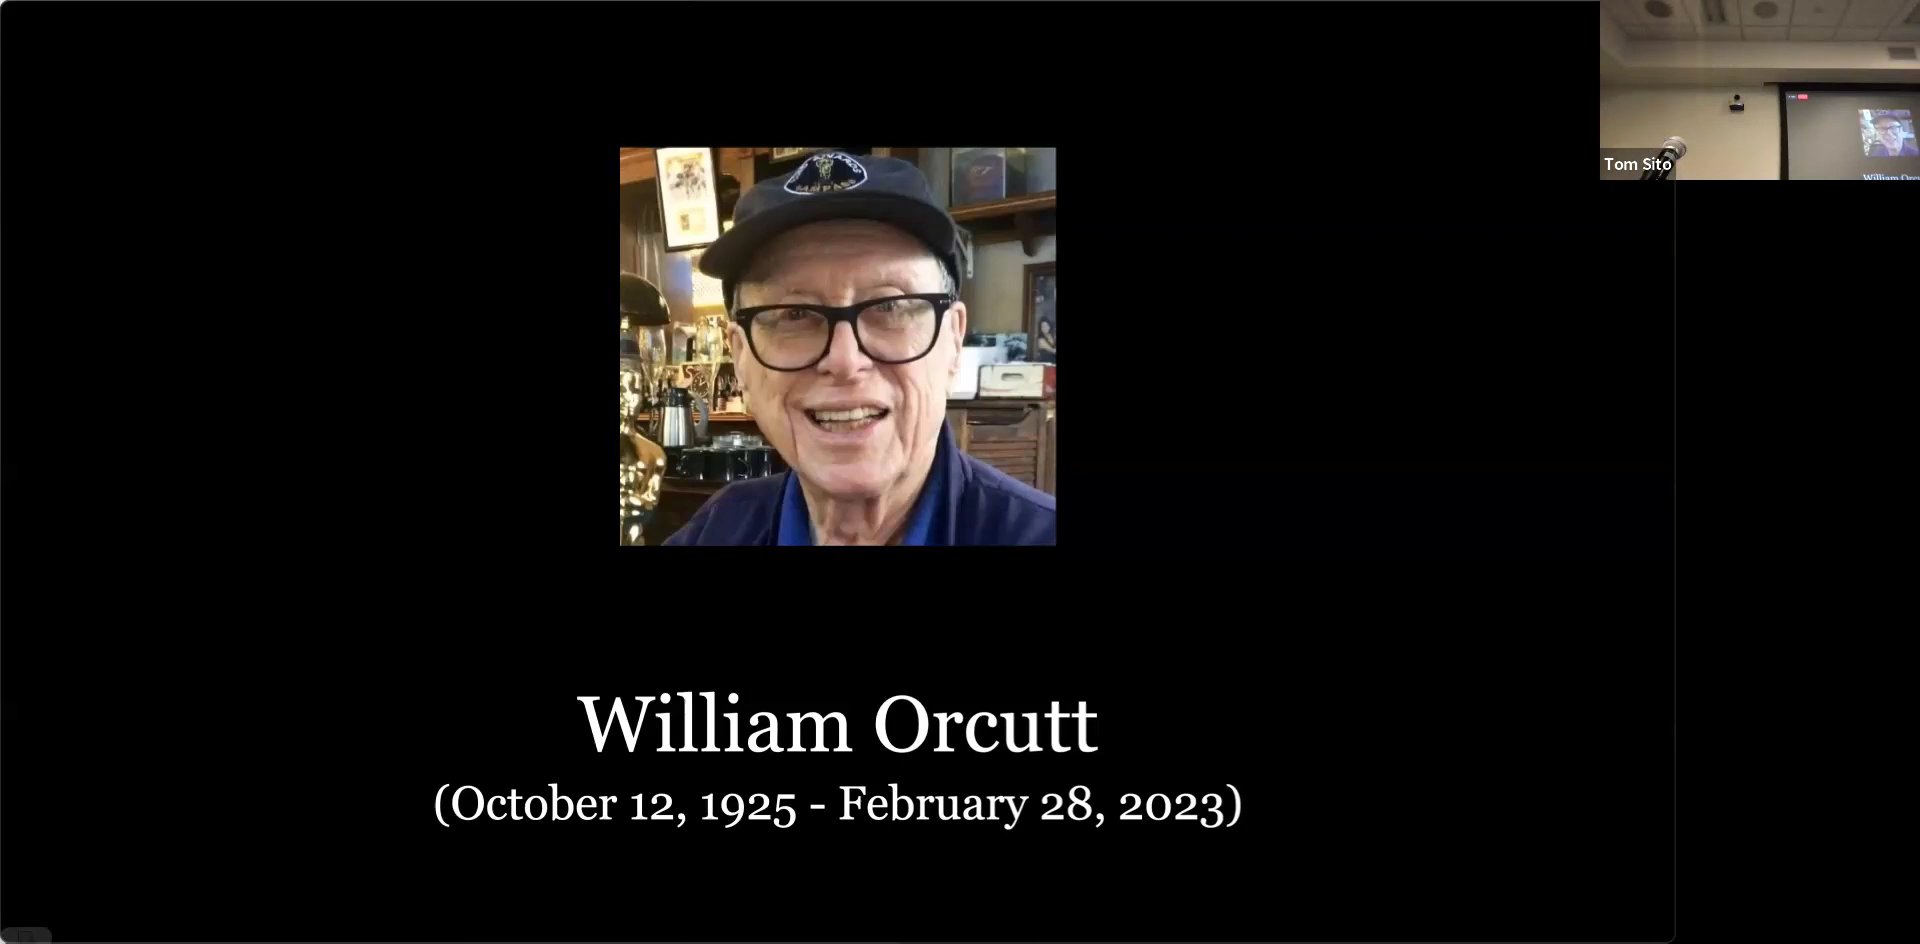 William Orcutt
(October 12, 1925 - February 28, 2023)
Tom Sito